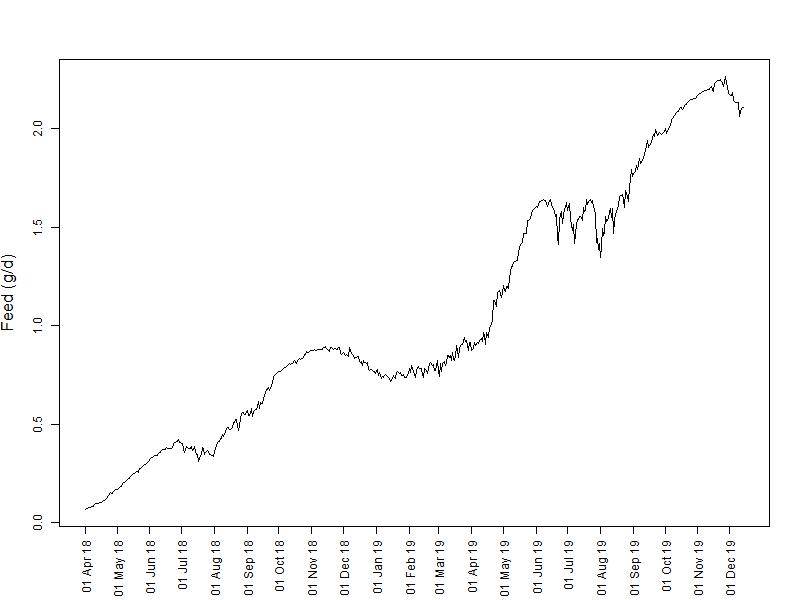 Feed (g/d)
2.0
1.5
1.0
0.5
0.0
01 Apr 18
01 May 18
01 Jun 18
01 Jul 18
01 Aug 18
01 Sep 18
01 Oct 18
01 Nov 18
01 Dec 18
01 Jan 19
01 Feb 19
01 Mar 19
01 Apr 19
01 May 19
01 Jun 19
01 Jul 19
01 Aug 19
01 Sep 19
01 Oct 19
01 Nov 19
01 Dec 19